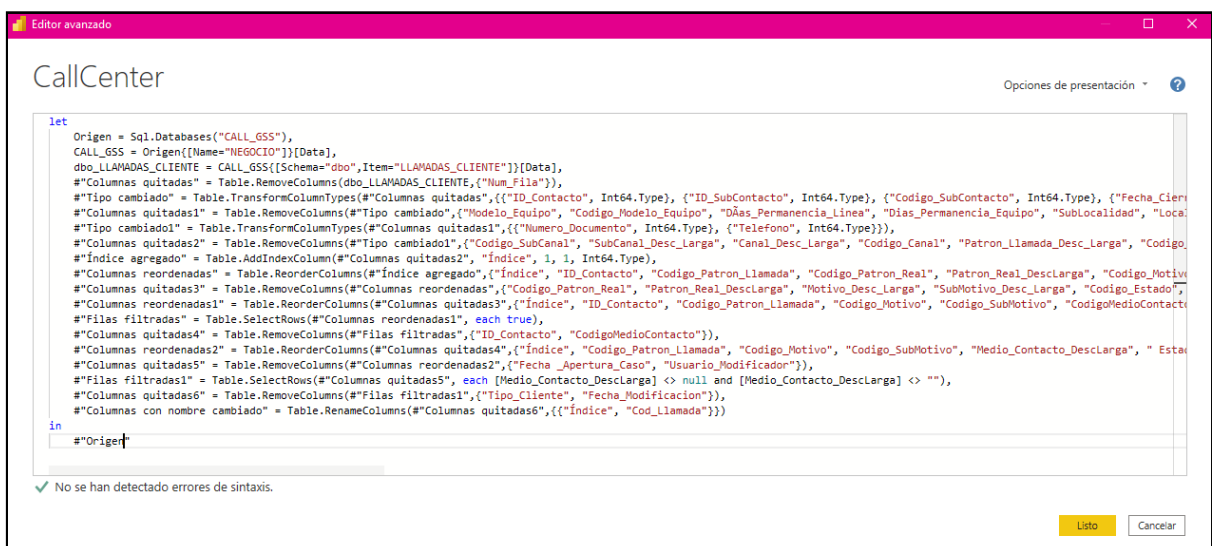 Editor avanzado
CallCenter
Opciones de presentación
?
let
Origen = Sql.Databases("CALL_GSS"),
CALL_GSS = Origen{[Name="NEGOCIO"]}[Data],
dbo_LLAMADAS_CLIENTE = CALL_GSS{[Schema="dbo",Item="LLAMADAS_CLIENTE"]}[Data],
#"Columnas quitadas" = Table.RemoveColumns(dbo_LLAMADAS_CLIENTE,{"Num_Fila"}),
#"Tipo cambiado" = Table.TransformColumnTypes(#"Columnas quitadas",{{"ID_Contacto", Int64.Type}, {"ID_SubContacto", Int64.Type}, {"Codigo_SubContacto", Int64.Type}, {"Fecha_Cier
#"Columnas quitadas1" = Table.RemoveColumns(#"Tipo cambiado",{"Modelo_Equipo", "Codigo_Modelo_Equipo", "DÃas_Permanencia_Linea", "Dias_Permanencia_Equipo", "SubLocalidad", "Loca
#"Tipo cambiado1" = Table.TransformColumnTypes(#"Columnas quitadas1",{{"Numero_Documento", Int64.Type}, {"Telefono", Int64.Type}}),
#"Columnas quitadas2" = Table.RemoveColumns(#"Tipo cambiado1",{"Codigo_SubCanal", "SubCanal_Desc_Larga", "Canal_Desc_Larga", "Codigo_Canal", "Patron_Llamada_Desc_Larga", "Codigo_
#"Índice agregado" = Table.AddIndexColumn(#"Columnas quitadas2", "Índice", 1, 1, Int64.Type),
#"Columnas reordenadas" = Table.ReorderColumns(#"Índice agregado",{"Índice", "ID_Contacto", "Codigo_Patron_Llamada", "Codigo_Patron_Real", "Patron_Real_DescLarga", "Codigo_Motiv
#"Columnas quitadas3" = Table.RemoveColumns(#"Columnas reordenadas",{"Codigo_Patron_Real", "Patron_Real_DescLarga", "Motivo_Desc_Larga", "SubMotivo_Desc_Larga", "Codigo_Estado",
#"Columnas reordenadas1" = Table.ReorderColumns(#"Columnas quitadas3",{"Índice", "ID_Contacto", "Codigo_Patron_Llamada", "Codigo_Motivo", "Codigo_SubMotivo", "CodigoMedioContact
#"Filas filtradas" = Table.SelectRows(#"Columnas reordenadas1", each true),
#"Columnas quitadas4" = Table.RemoveColumns(#"Filas filtradas",{"ID_Contacto", "CodigoMedioContacto"}),
#"Columnas reordenadas2" = Table.ReorderColumns(#"Columnas quitadas4",{"Índice", "Codigo_Patron_Llamada", "Codigo_Motivo", "Codigo_SubMotivo", "Medio_Contacto_DescLarga", " Esta
#"Columnas quitadas5" = Table.RemoveColumns(#"Columnas reordenadas2",{"Fecha _Apertura_Caso", "Usuario_Modificador"}),
#"Filas filtradas1" = Table.SelectRows(#"Columnas quitadas5", each [Medio_Contacto_DescLarga] <> null and [Medio_Contacto_DescLarga] <> ""),
#"Columnas quitadas6" = Table.RemoveColumns(#"Filas filtradas1",{"Tipo_Cliente", "Fecha_Modificacion"}),
#"Columnas con nombre cambiado" = Table.RenameColumns(#"Columnas quitadas6",{{"Índice", "Cod_Llamada"}})
in
#"Origen"
No se han detectado errores de sintaxis.
Listo
Cancelar